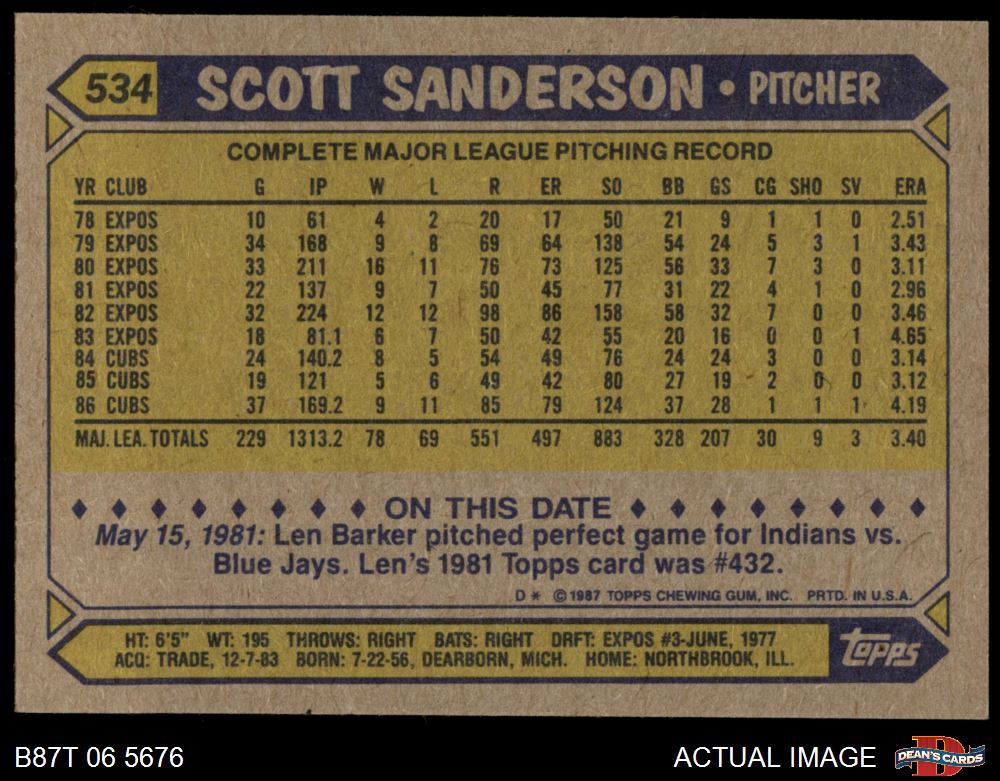 534 SCOTT SANDERSON • PITCHER
COMPLETE MAJOR LEAGUE PITCHING RECORD
YR CLUB G IP W L R ER SO BB GS CG SHO SV ERA
78 EXPOS 10 61 4 2 20 17 50 21 9 1 1 0 2.51
79 EXPOS 34 168 9 8 69 64 138 54 24 5 3 1 3.43
80 EXPOS 33 211 16 11 76 73 125 56 33 7 3 0 3.11
81 EXPOS 22 137 9 7 50 45 77 31 22 4 1 0 2.96
82 EXPOS 32 224 12 12 98 86 158 58 32 7 0 0 3.46
83 EXPOS 18 81.1 6 7 50 42 55 20 16 0 0 1 4.65
84 CUBS 24 140.2 8 5 54 49 76 24 24 3 0 0 3.14
85 CUBS 19 121 5 6 49 42 80 27 19 2 0 0 3.12
86 CUBS 37 169.2 9 11 85 79 124 37 28 1 1 1 4.19
MAJ. LEA. TOTALS 229 1313.2 78 69 551 497 883 328 207 30 9 3 3.40
ON THIS DATE
May 15, 1981: Len Barker pitched perfect game for Indians vs.
Blue Jays. Len's 1981 Topps card was #432.
D* ©1987 TOPPS CHEWING GUM, INC. PRTD. IN U.S.A.
HT: 6'5" WT: 195 THROWS: RIGHT BATS: RIGHT DRFT: EXPOS #3-JUNE, 1977
ACQ: TRADE, 12-7-83 BORN: 7-22-56, DEARBORN, MICH. HOME: NORTHBROOK, ILL.
topps
B87T 06 5676 ACTUAL IMAGE
D
DEAN'S CARDS